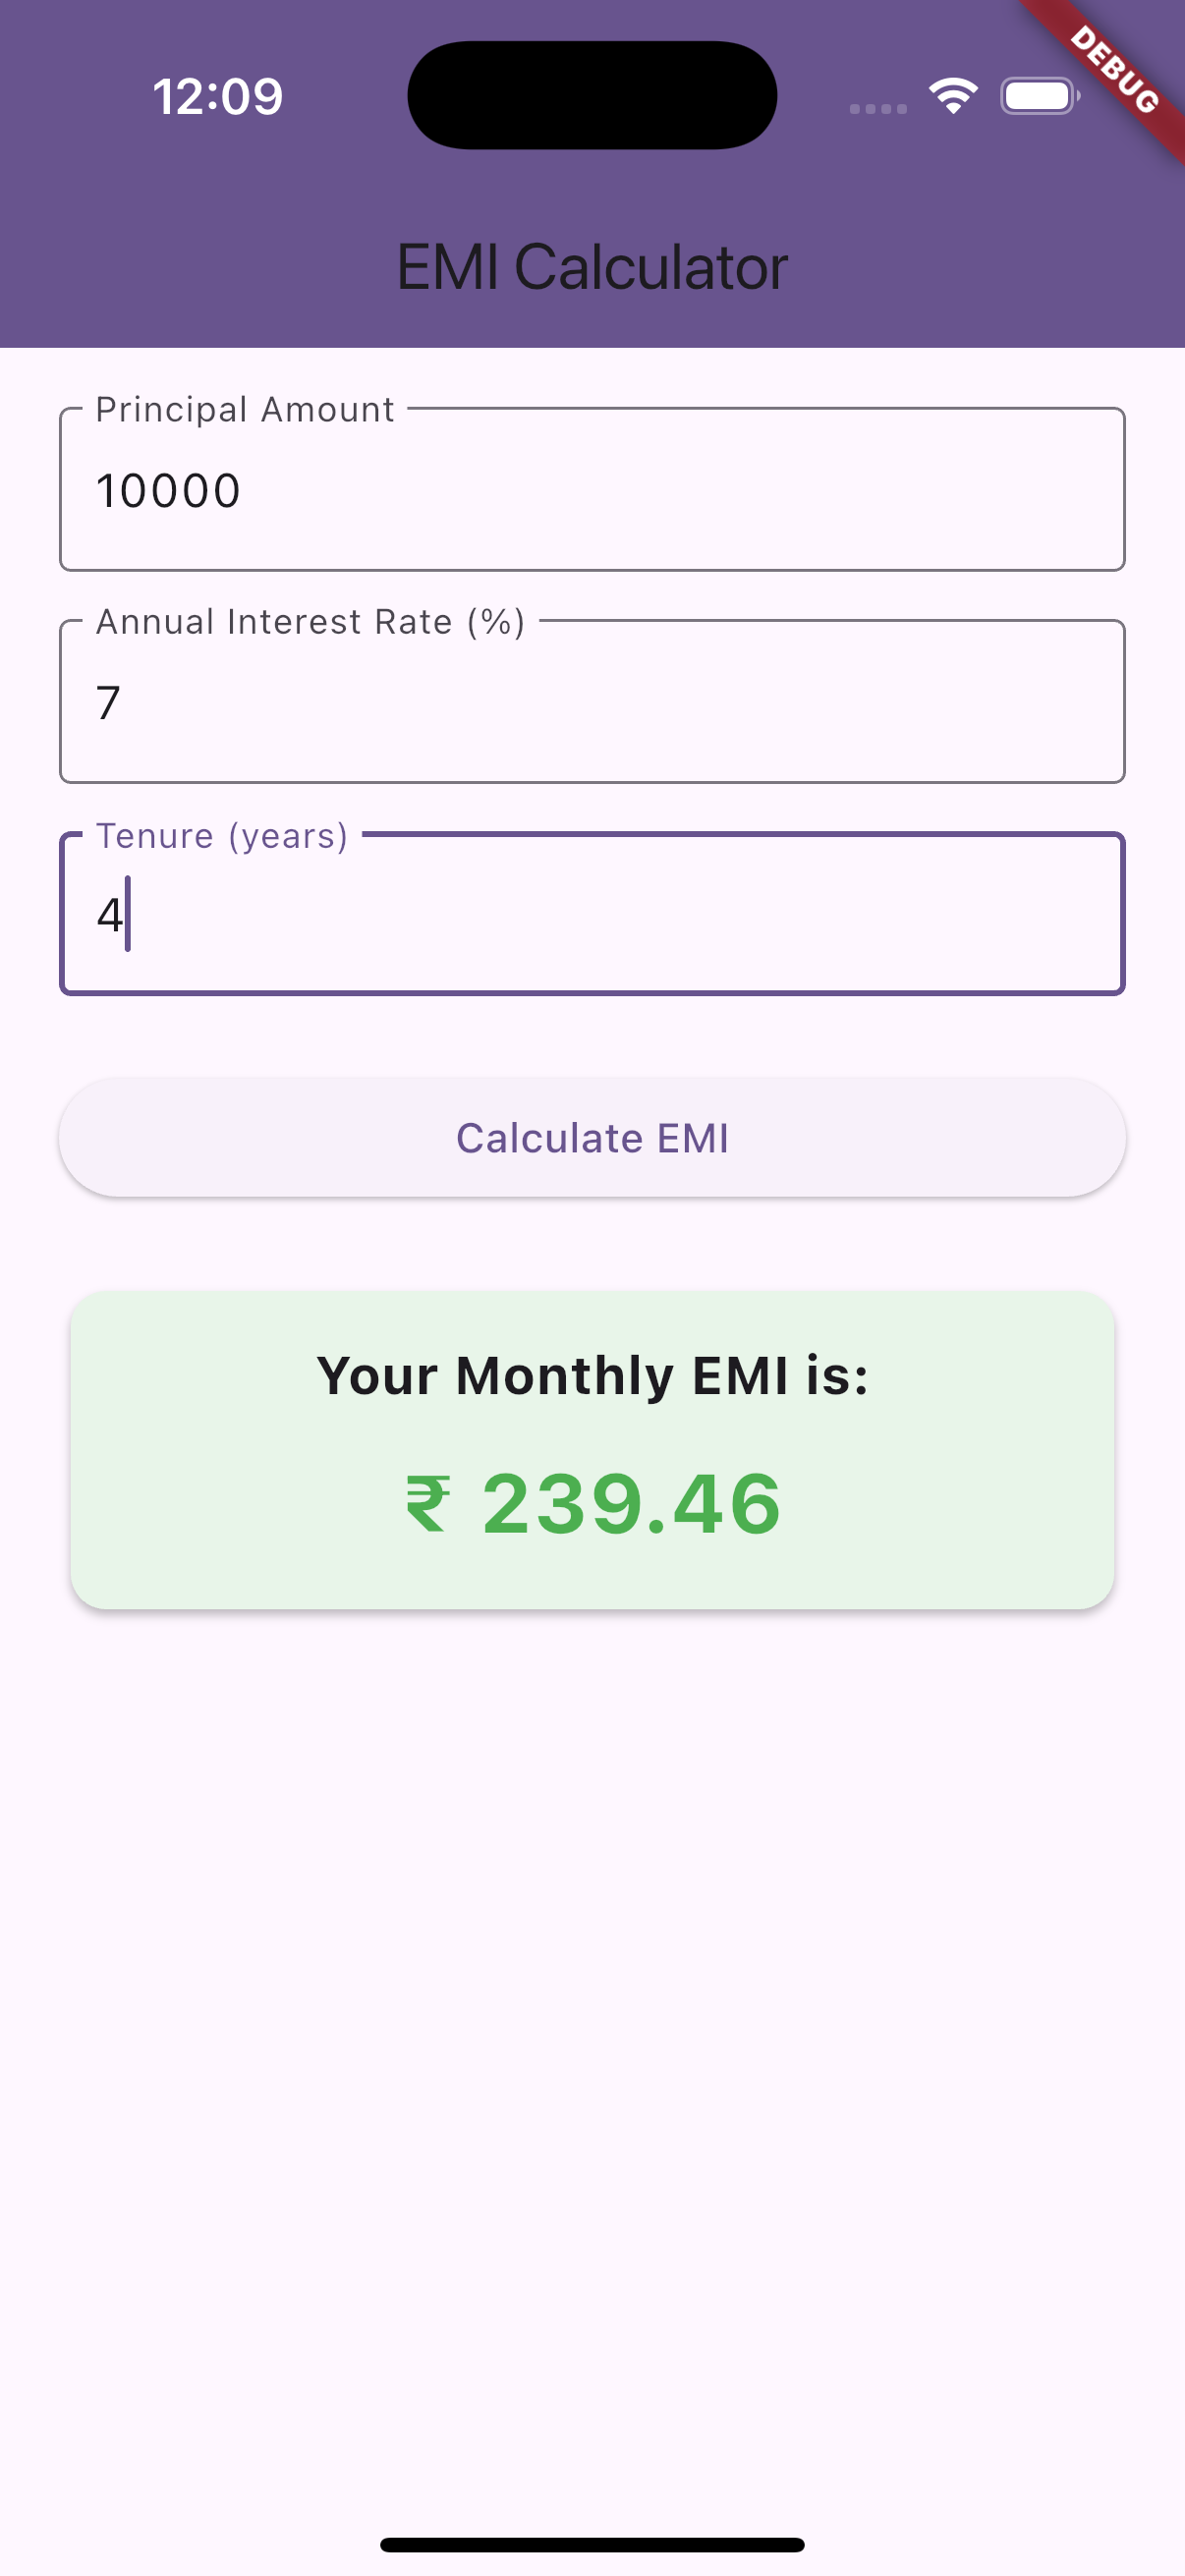 12:09
DEBUG
EMI Calculator
Principal Amount
10000
Annual Interest Rate (%)
7
Tenure (years)
4
Calculate EMI
Your Monthly EMI is:
₹ 239.46